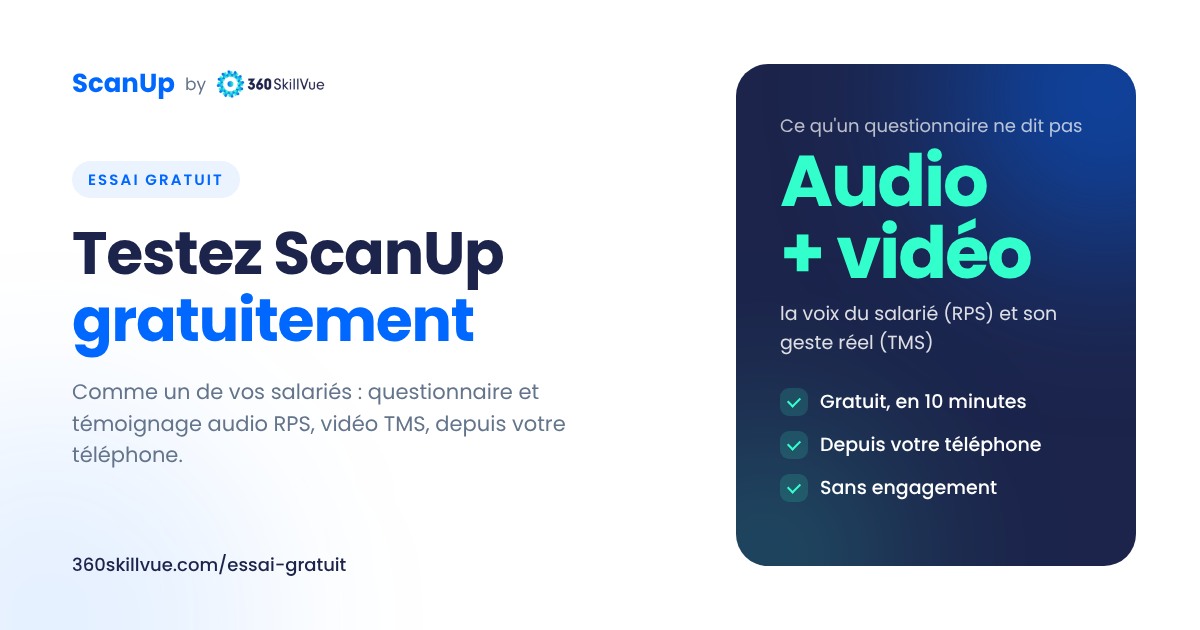 ScanUp by 360SkillVue
ESSAI GRATUIT
Testez ScanUp
gratuitement
Comme un de vos salariés : questionnaire et
témoignage audio RPS, vidéo TMS, depuis votre
téléphone.
360skillvue.com/essai-gratuit
Ce qu'un questionnaire ne dit pas
Audio
+ vidéo
la voix du salarié (RPS) et son
geste réel (TMS)
Gratuit, en 10 minutes
Depuis votre téléphone
Sans engagement